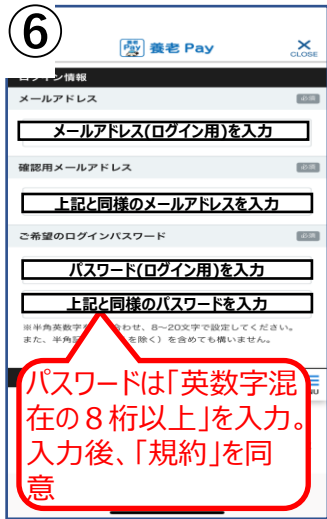 ⑥
養老 Pay
CLOSE
ログイン情報
メールアドレス
必須
メールアドレス(ログイン用)を入力
確認用メールアドレス
必須
上記と同様のメールアドレスを入力
ご希望のログインパスワード
必須
パスワード(ログイン用)を入力
上記と同様のパスワードを入力
※半角英数字を 合わせ、8~20文字で設定してください。
また、半角記 を除く）を含めても構いません。
パスワードは「英数字混
在の８桁以上」を入力。
入力後、「規約」を同
意